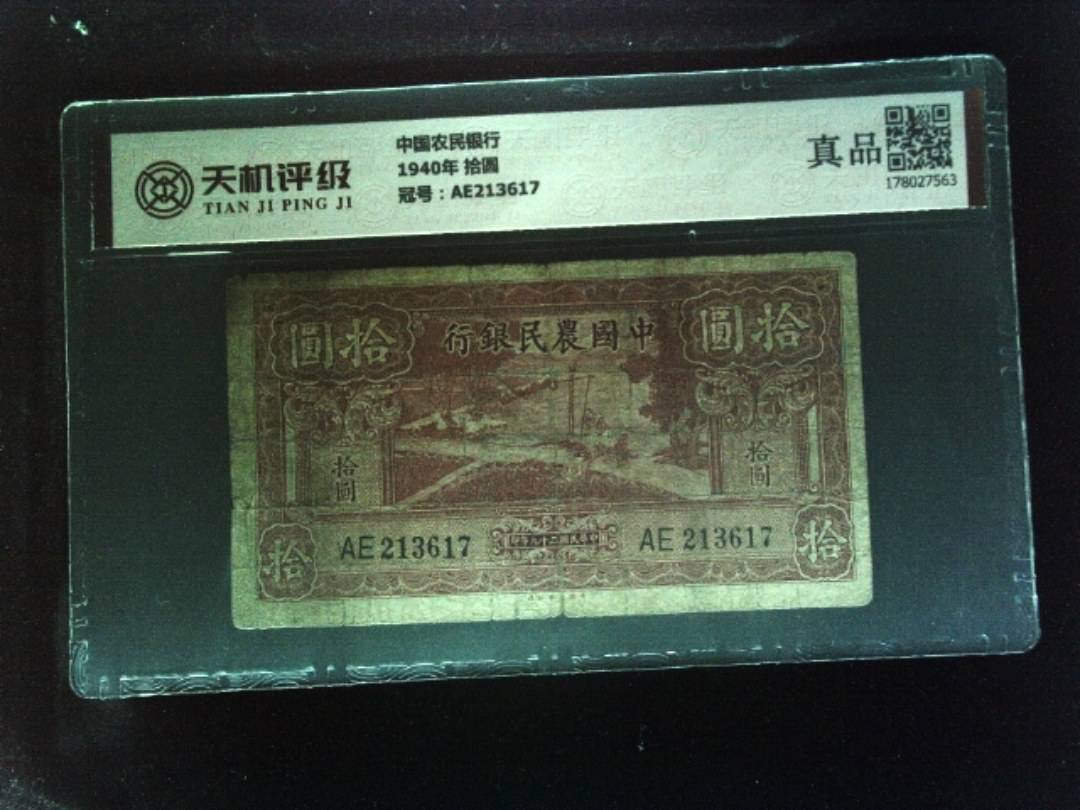 天机评级
TIAN JI PING JI
中国农民银行
1940年 拾圆
冠号：AE213617
真品
178027563
圓拾
行銀民農國中
圓拾
拾圓
拾圓
拾
AE 213617
AE 213617
拾